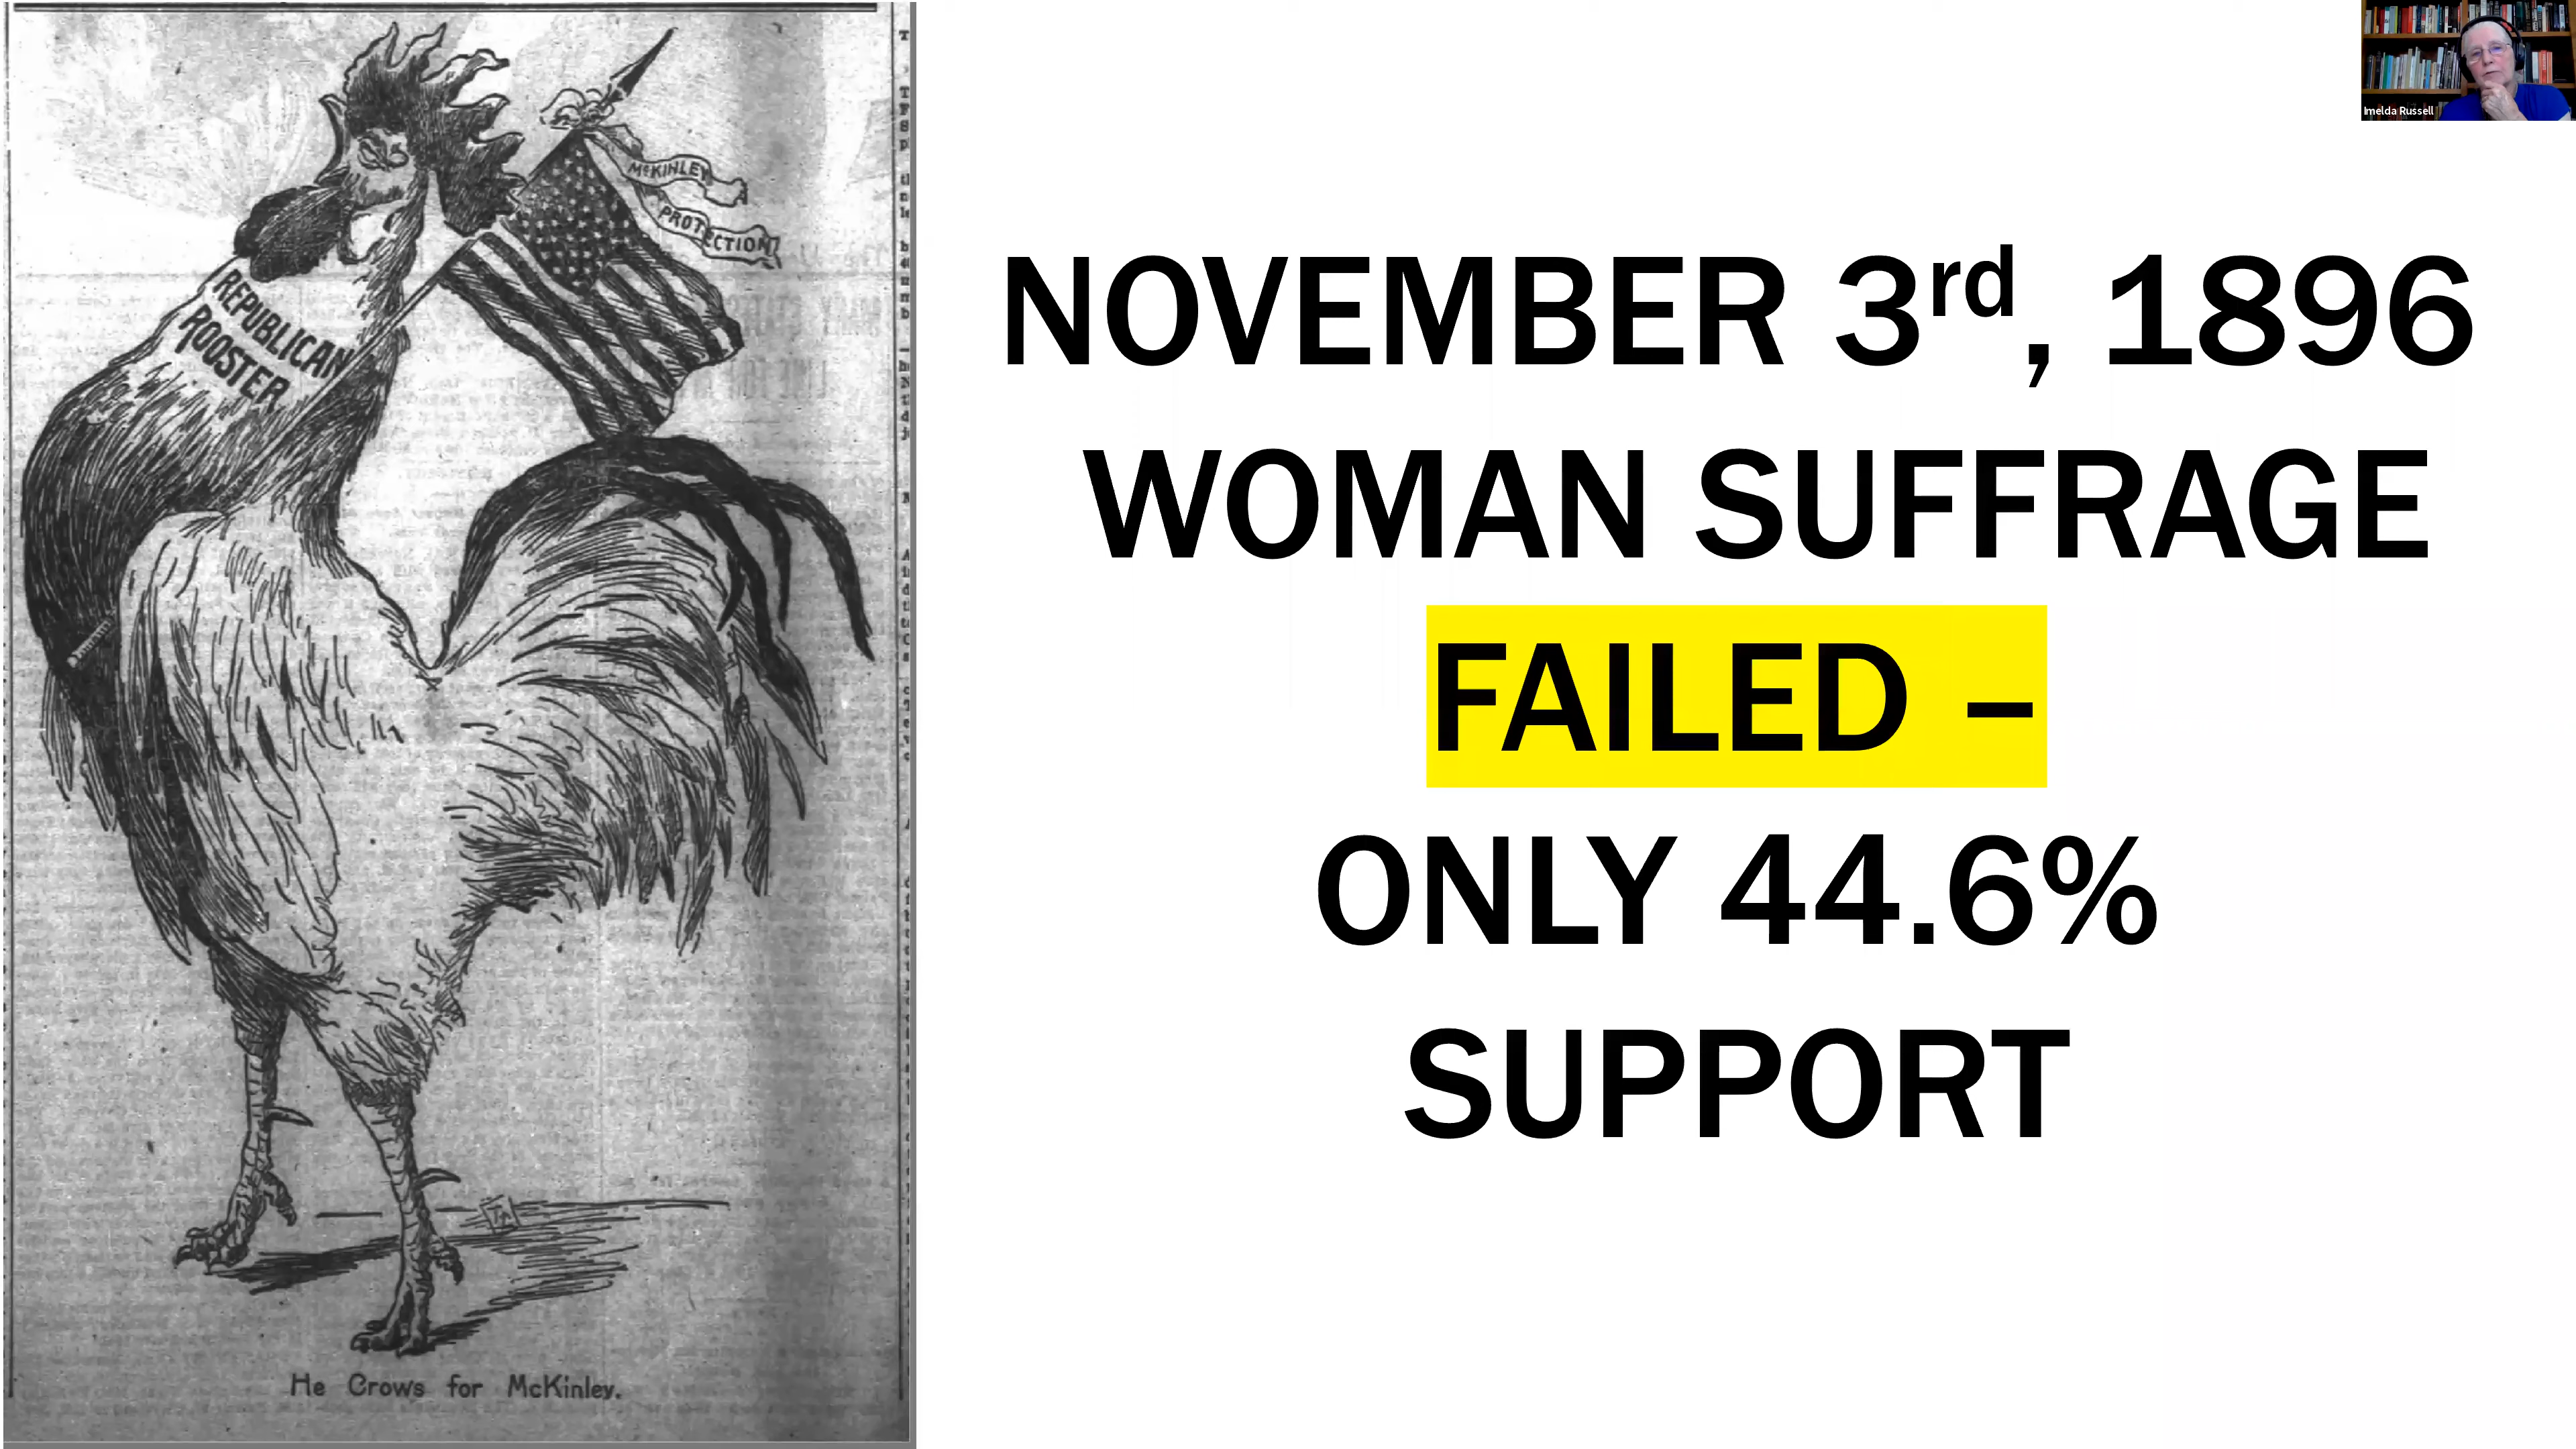 McKINLEY
PROTECTION
REPUBLICAN
ROOSTER
He Crows for McKinley.
NOVEMBER 3rd, 1896
WOMAN SUFFRAGE
FAILED –
ONLY 44.6%
SUPPORT
Imelda Russell